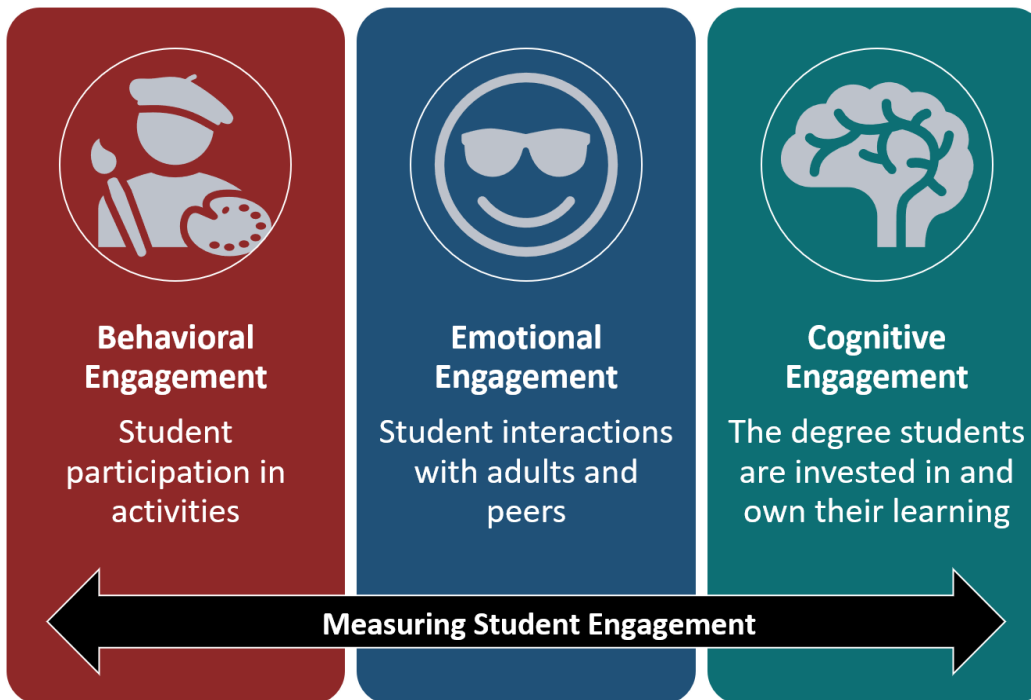 Behavioral
Engagement
Student
participation in
activities
Emotional
Engagement
Student interactions
with adults and
peers
Cognitive
Engagement
The degree students
are invested in and
own their learning
Measuring Student Engagement